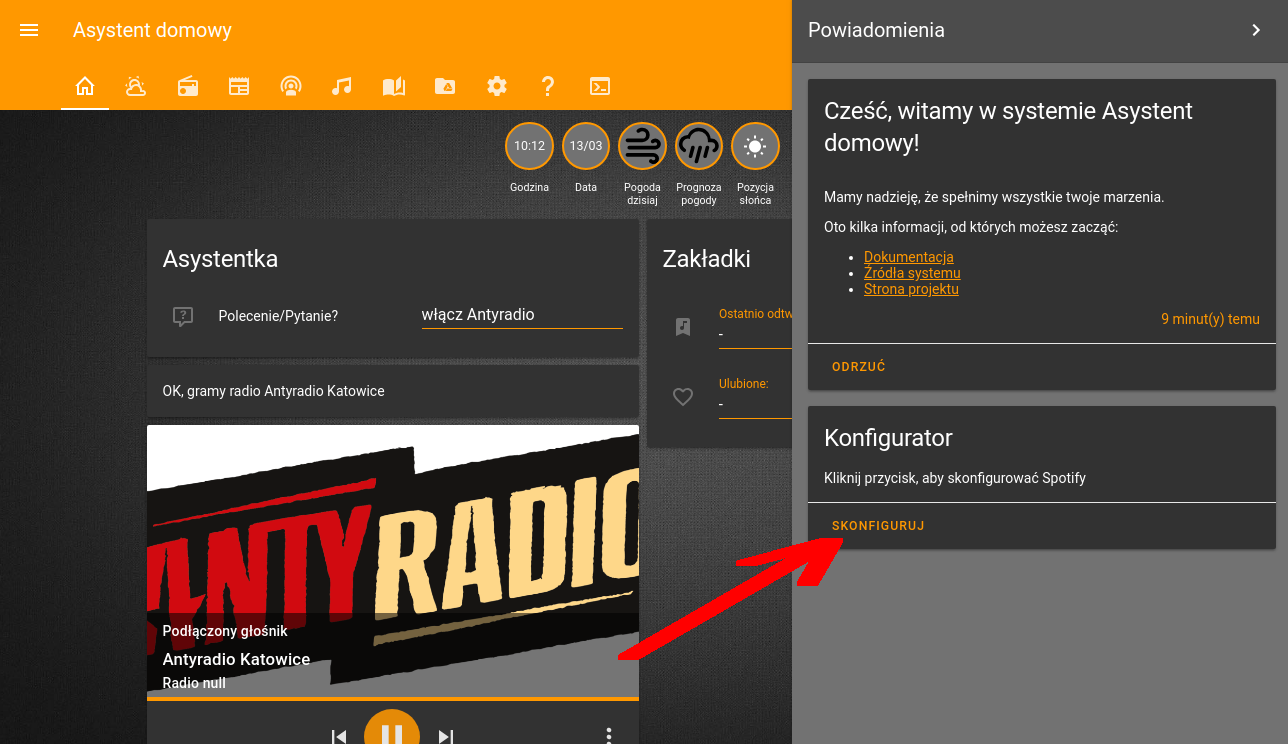 Asystent domowy
10:12
13/03
Godzina
Data
Pogoda
dzisiaj
Prognoza
pogody
Pozycja
słońca
Asystentka
Polecenie/Pytanie?
włącz Antyradio
OK, gramy radio Antyradio Katowice
ANTYRADIO
Podłączony głośnik
Antyradio Katowice
Radio null
Zakładki
Ostatnio odtw
-
Ulubione:
-
Powiadomienia
Cześć, witamy w systemie Asystent
domowy!
Mamy nadzieję, że spełnimy wszystkie twoje marzenia.
Oto kilka informacji, od których możesz zacząć:
Dokumentacja
Źródła systemu
Strona projektu
9 minut(y) temu
ODRZUĆ
Konfigurator
Kliknij przycisk, aby skonfigurować Spotify
SKONFIGURUJ